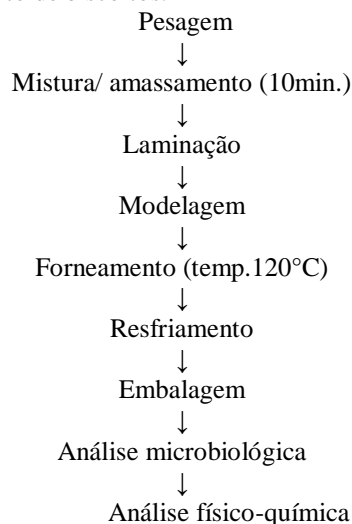 Pesagem
↓
Mistura/ amassamento (10min.)
↓
Laminação
↓
Modelagem
↓
Forneamento (temp.120°C)
↓
Resfriamento
↓
Embalagem
↓
Análise microbiológica
↓
Análise físico-química